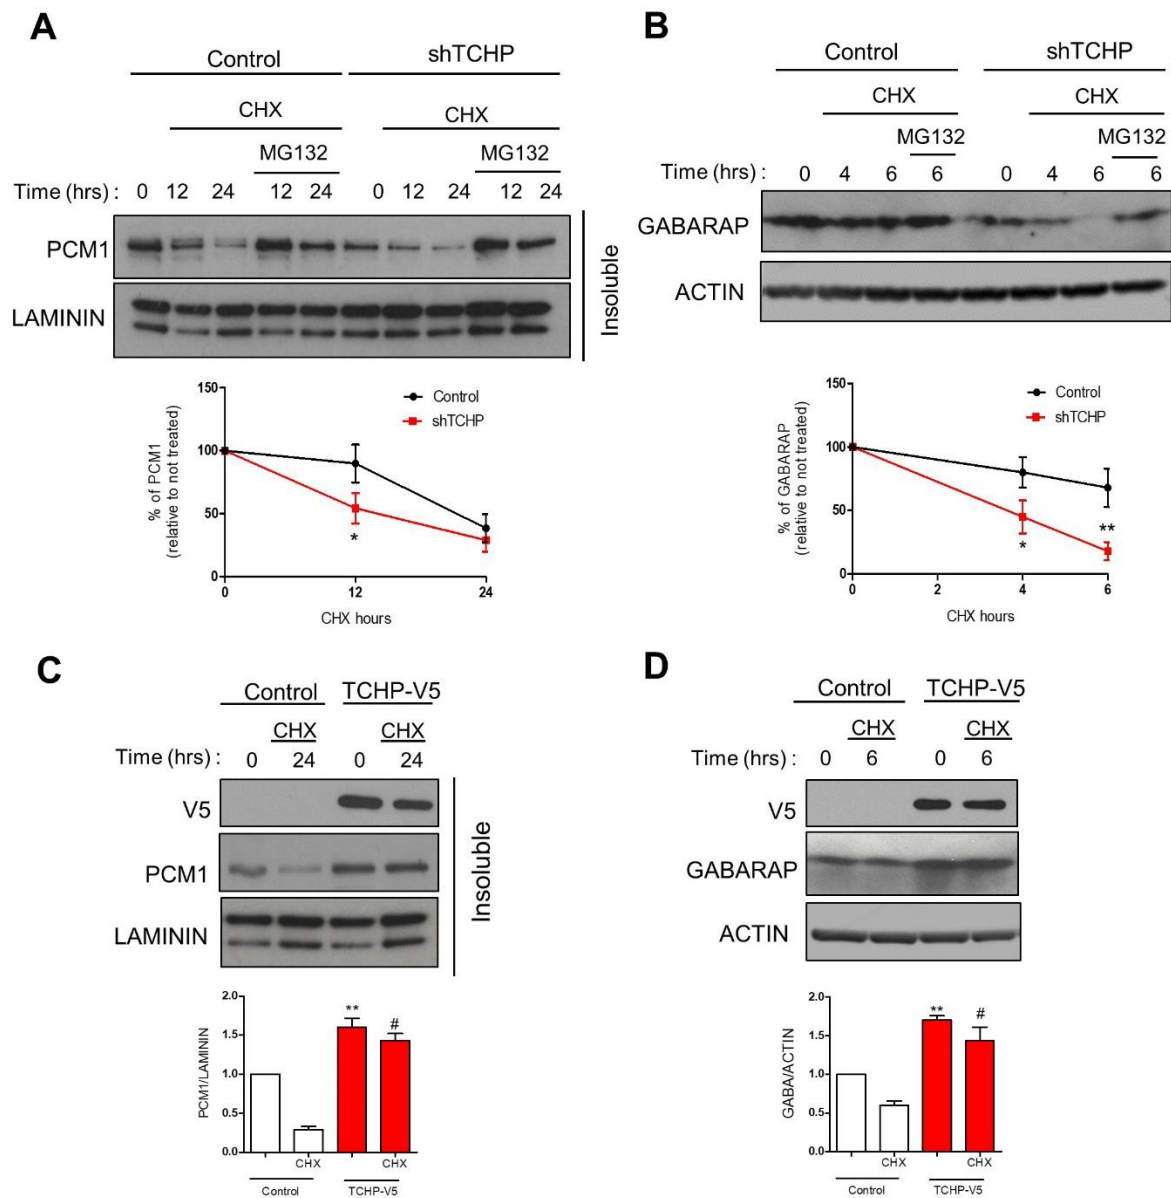 A
Control shTCHP
CHX CHX
MG132 MG132
Time (hrs) : 0 12 24 12 24 0 12 24 12 24
PCM1
LAMININ
Insoluble
150
100
50
0
% of PCM1
(relative to not treated)
Control
shTCHP
*
0 12 24
CHX hours
B
Control shTCHP
CHX CHX
MG132 MG132
Time (hrs) : 0 4 6 6 0 4 6 6
GABARAP
ACTIN
150
100
50
0
% of GABARAP
(relative to not treated)
Control
shTCHP
**
*
0 2 4 6
CHX hours
C
Control TCHP-V5
CHX CHX
Time (hrs) : 0 24 0 24
V5
PCM1
LAMININ
Insoluble
2.0
1.5
1.0
0.5
0.0
PCM1/LAMININ
** #
CHX CHX
Control TCHP-V5
D
Control TCHP-V5
CHX CHX
Time (hrs) : 0 6 0 6
V5
GABARAP
ACTIN
2.0
1.5
1.0
0.5
0.0
GABA/ACTIN
** #
CHX CHX
Control TCHP-V5